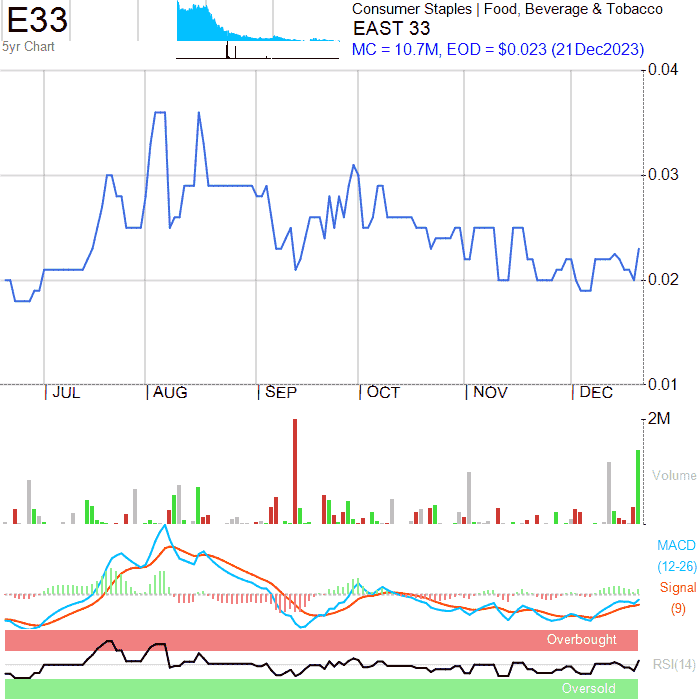 E33
5yr Chart
Consumer Staples | Food, Beverage & Tobacco
EAST 33
MC = 10.7M, EOD = $0.023 (21Dec2023)
0.04
0.03
0.02
0.01
JUL
AUG
SEP
OCT
NOV
DEC
2M
Volume
MACD
(12-26)
Signal
(9)
Overbought
RSI(14)
Oversold